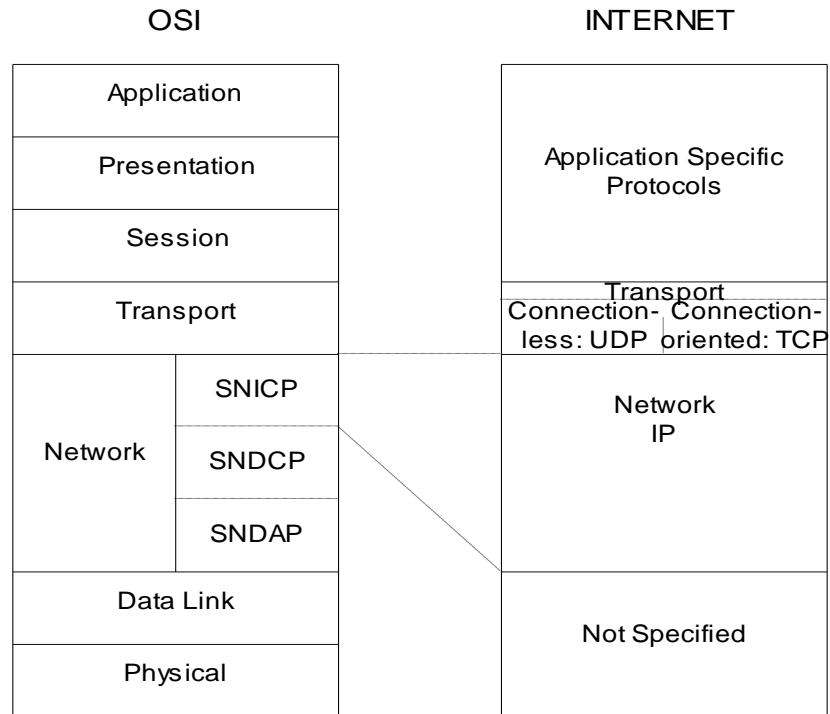 OSI
INTERNET
Application
Presentation
Session
Transport
Network
SNICP
SNDCP
SNDAP
Data Link
Physical
Application Specific
Protocols
Transport
Connection-
less: UDP
Connection-
oriented: TCP
Network
IP
Not Specified